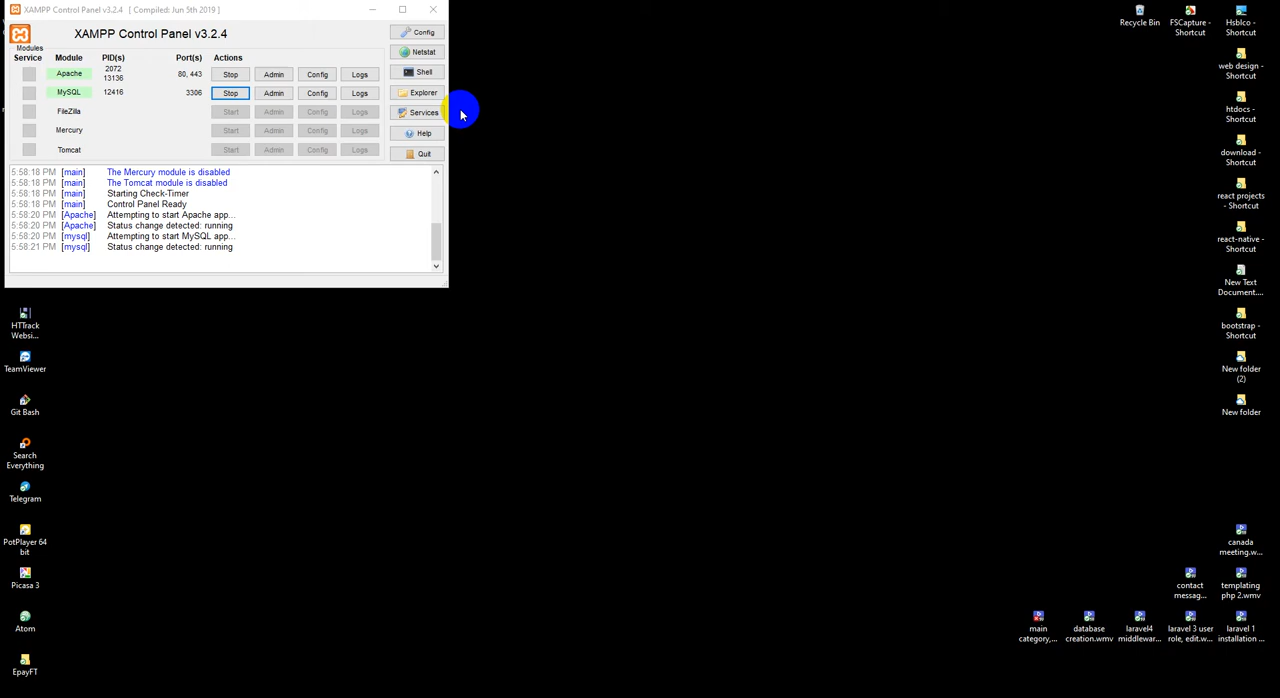 XAMPP Control Panel v3.2.4 [ Compiled: Jun 5th 2019 ]
XAMPP Control Panel v3.2.4
Config
Modules
Service Module PID(s) Port(s) Actions
Netstat
Apache 2072 13136 80, 443 Stop Admin Config Logs
Shell
MySQL 12416 3306 Stop Admin Config Logs
Explorer
FileZilla Start Admin Config Logs
Services
Mercury Start Admin Config Logs
Help
Tomcat Start Admin Config Logs
Quit
5:58:18 PM [main] The Mercury module is disabled
5:58:18 PM [main] The Tomcat module is disabled
5:58:18 PM [main] Starting Check-Timer
5:58:18 PM [main] Control Panel Ready
5:58:20 PM [Apache] Attempting to start Apache app...
5:58:20 PM [Apache] Status change detected: running
5:58:20 PM [mysql] Attempting to start MySQL app...
5:58:21 PM [mysql] Status change detected: running
HTTrack
Websi...
TeamViewer
Git Bash
Search
Everything
Telegram
PotPlayer 64
bit
Picasa 3
Atom
EpayFT
Recycle Bin
FSCapture -
Shortcut
Hsblco -
Shortcut
web design -
Shortcut
htdocs -
Shortcut
download -
Shortcut
react projects
- Shortcut
react-native -
Shortcut
New Text
Document....
bootstrap -
Shortcut
New folder
(2)
New folder
canada
meeting.w...
contact
messag...
templating
php 2.wmv
main
category,...
database
creation.wmv
laravel4
middlewar...
laravel 3 user
role, edit.w...
laravel 1
installation ...